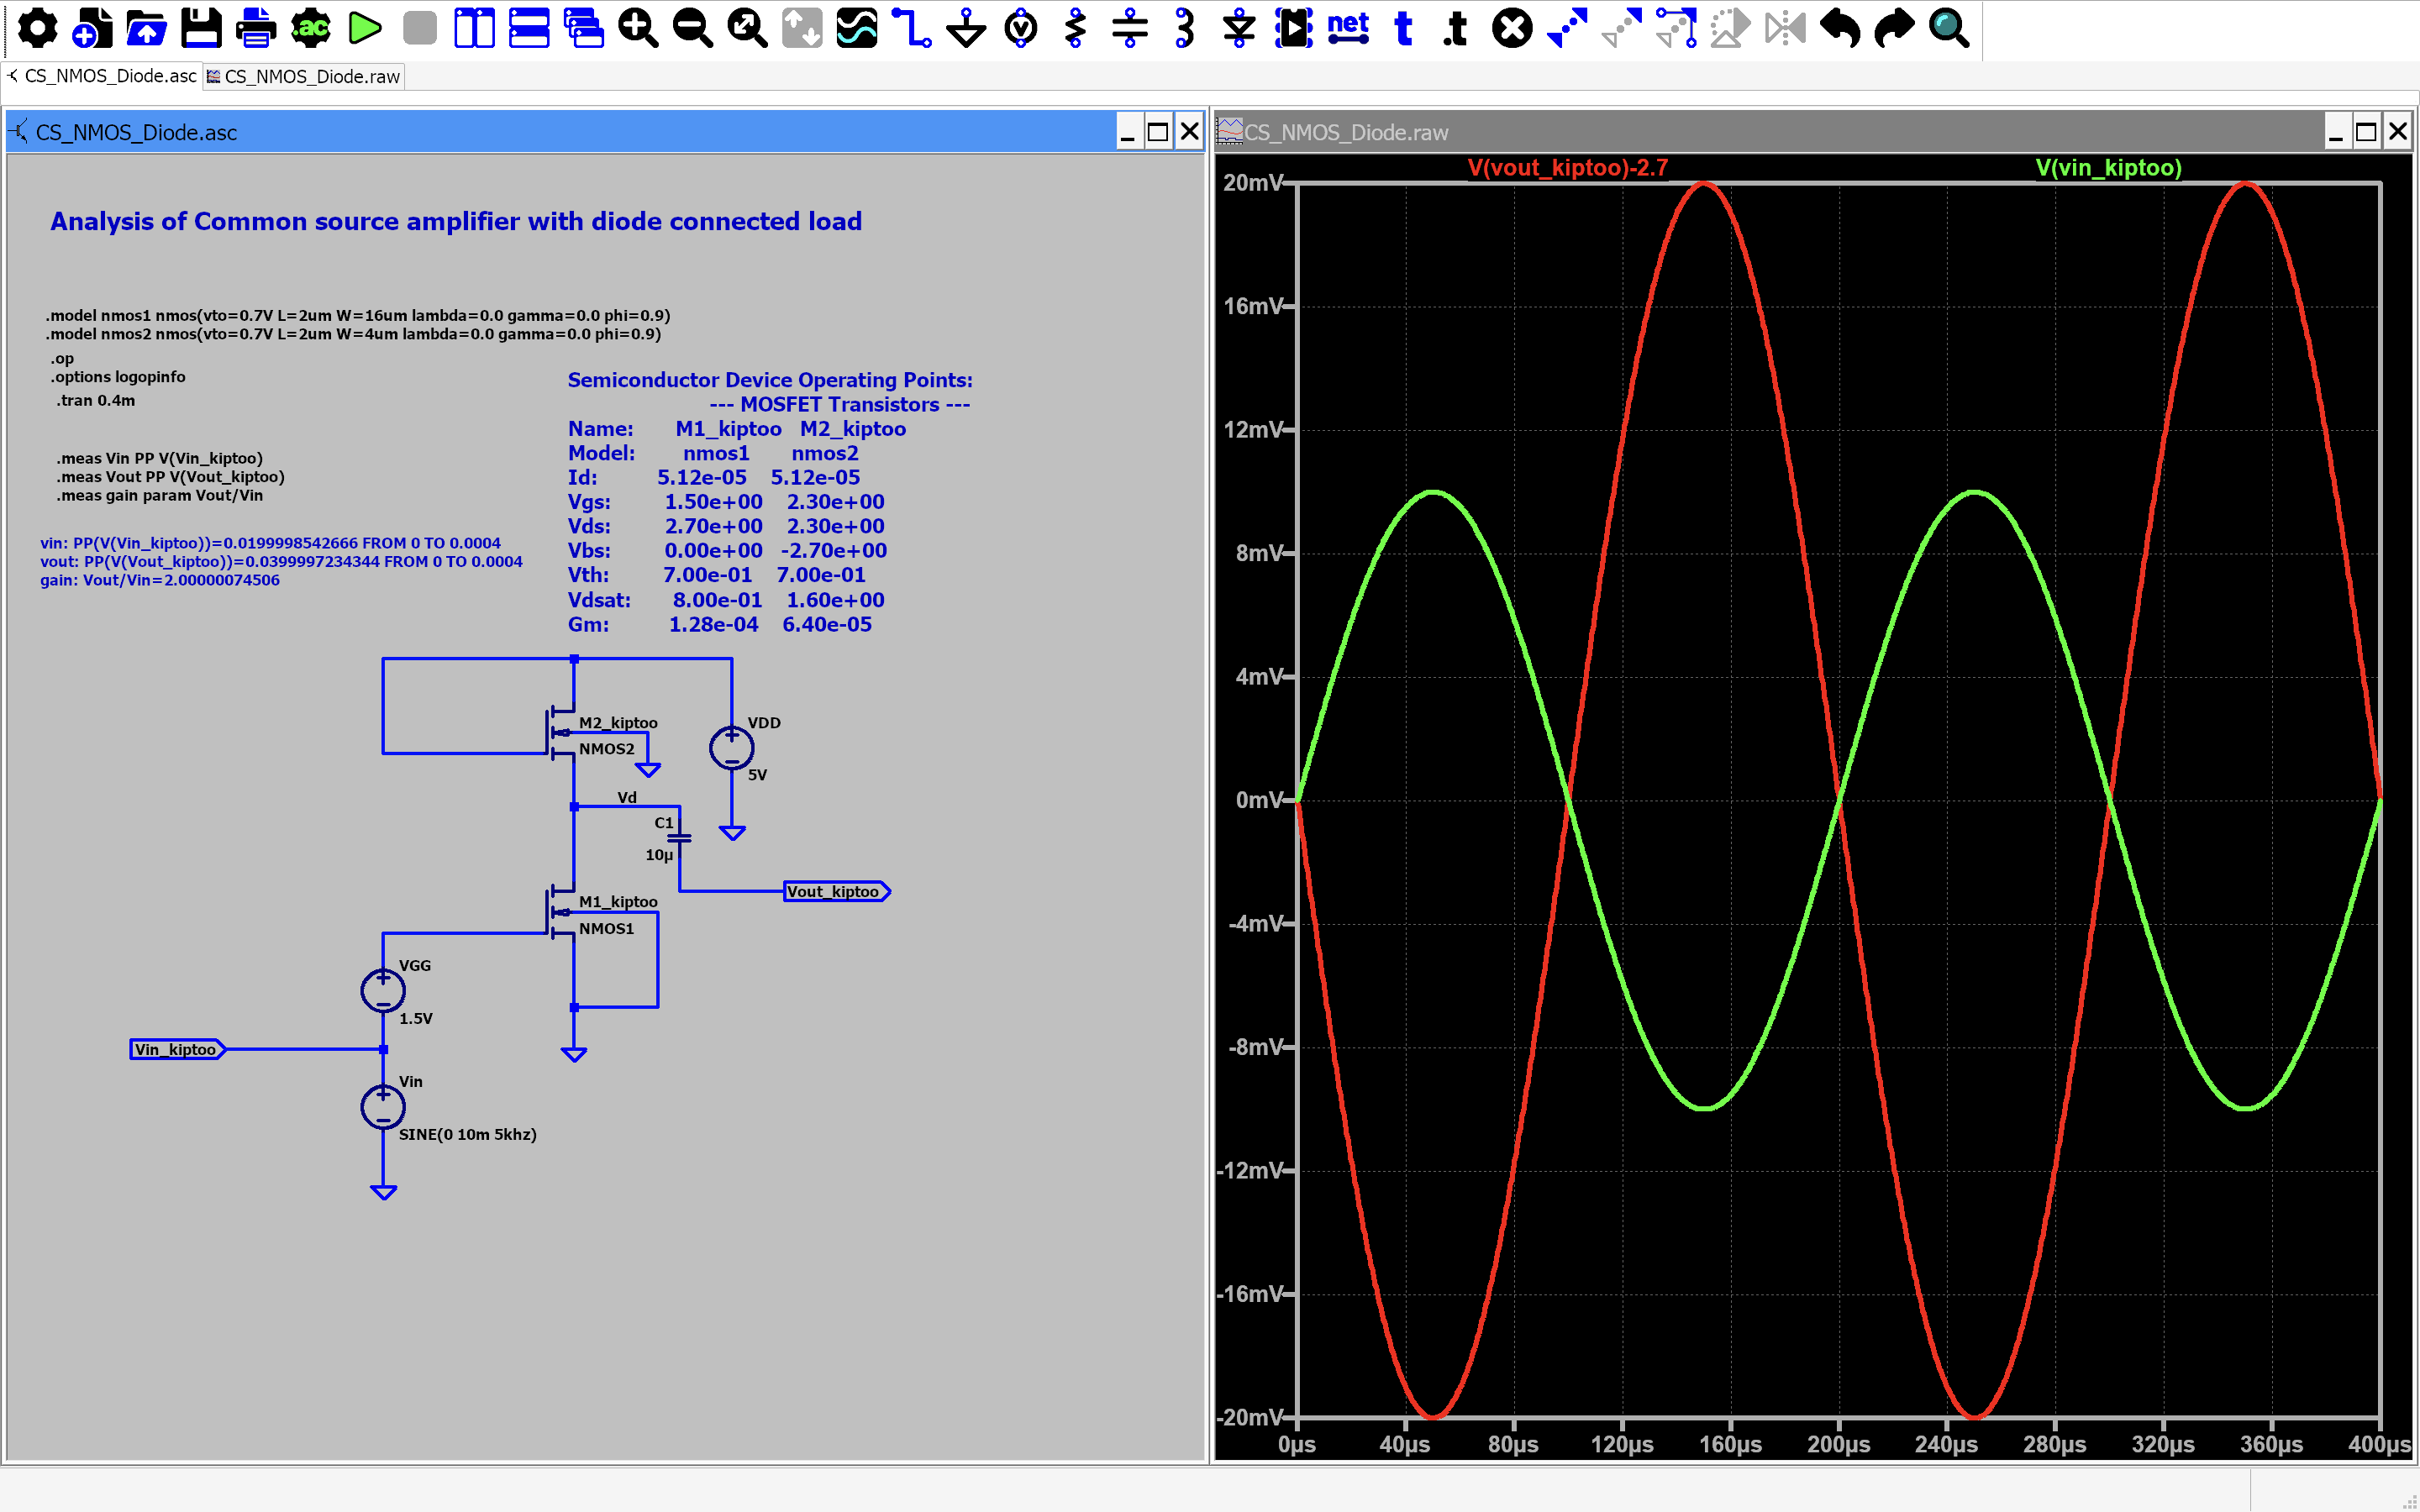 .ac
net
t
.t
CS_NMOS_Diode.asc
CS_NMOS_Diode.raw
CS_NMOS_Diode.asc
Analysis of Common source amplifier with diode connected load
.model nmos1 nmos(vto=0.7V L=2um W=16um lambda=0.0 gamma=0.0 phi=0.9)
.model nmos2 nmos(vto=0.7V L=2um W=4um lambda=0.0 gamma=0.0 phi=0.9)
.op
.options logopinfo
.tran 0.4m
.meas Vin PP V(Vin_kiptoo)
.meas Vout PP V(Vout_kiptoo)
.meas gain param Vout/Vin
vin: PP(V(Vin_kiptoo))=0.0199998542666 FROM 0 TO 0.0004
vout: PP(V(Vout_kiptoo))=0.0399997234344 FROM 0 TO 0.0004
gain: Vout/Vin=2.00000074506
Semiconductor Device Operating Points:
--- MOSFET Transistors ---
Name: M1_kiptoo M2_kiptoo
Model: nmos1 nmos2
Id: 5.12e-05 5.12e-05
Vgs: 1.50e+00 2.30e+00
Vds: 2.70e+00 2.30e+00
Vbs: 0.00e+00 -2.70e+00
Vth: 7.00e-01 7.00e-01
Vdsat: 8.00e-01 1.60e+00
Gm: 1.28e-04 6.40e-05
M2_kiptoo
NMOS2
VDD
5V
Vd
C1
10µ
Vout_kiptoo
M1_kiptoo
NMOS1
VGG
1.5V
Vin_kiptoo
Vin
SINE(0 10m 5khz)
CS_NMOS_Diode.raw
V(vout_kiptoo)-2.7
V(vin_kiptoo)
20mV
16mV
12mV
8mV
4mV
0mV
-4mV
-8mV
-12mV
-16mV
-20mV
0µs 40µs 80µs 120µs 160µs 200µs 240µs 280µs 320µs 360µs 400µs